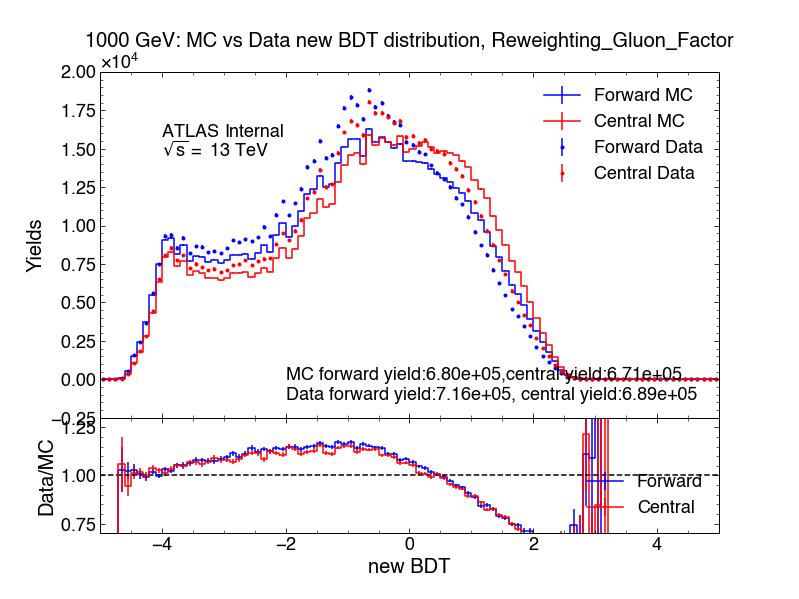 1000 GeV: MC vs Data new BDT distribution, Reweighting_Gluon_Factor
×10⁴
2.00
1.75
1.50
1.25
1.00
0.75
0.50
0.25
0.00
−0.25
Yields
ATLAS Internal
√s = 13 TeV
Forward MC
Central MC
Forward Data
Central Data
MC forward yield:6.80e+05,central yield:6.71e+05
Data forward yield:7.16e+05, central yield:6.89e+05
1.25
1.00
0.75
Data/MC
Forward
Central
−4 −2 0 2 4
new BDT